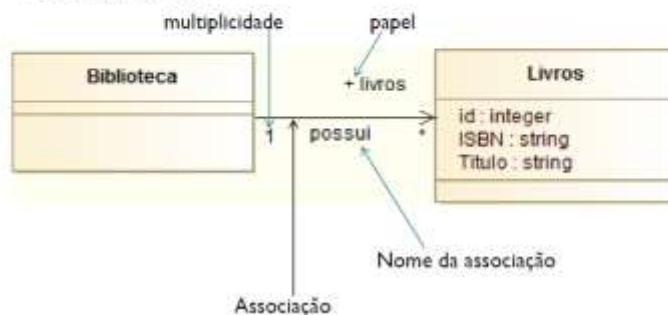 multiplicidade
papel
Biblioteca
+ livros
Livros
id : integer
ISBN : string
Titulo : string
1
possui
*
Nome da associação
Associação